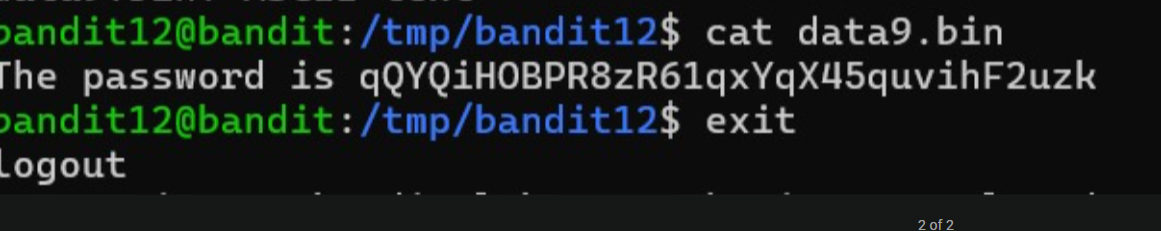 bandit12@bandit:/tmp/bandit12$ cat data9.bin
The password is qQYQiHOBPR8zR61qxYqX45quvihF2uzk
bandit12@bandit:/tmp/bandit12$ exit
logout
2 of 2